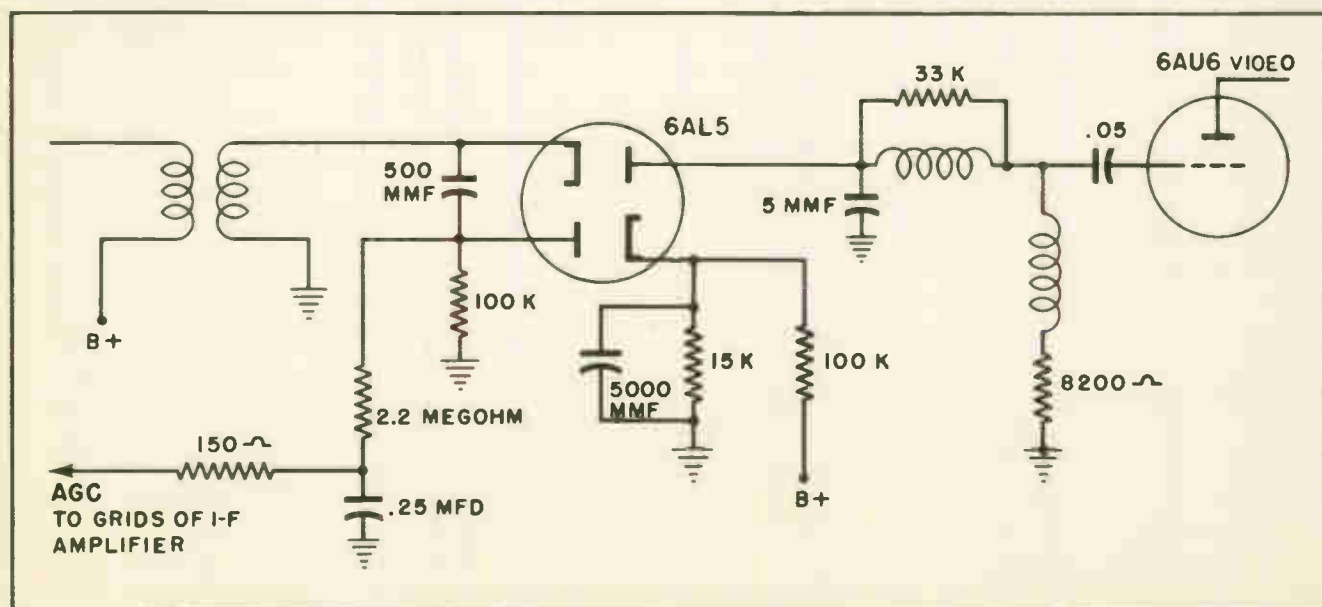 6AU6 VIDEO
33 K
6AL5
.05
500
MMF
5 MMF
100 K
B+
15 K
100 K
5000
MMF
8200 Ω
2.2 MEGOHM
150 Ω
B+
AGC
TO GRIDS OF I-F
AMPLIFIER
.25 MFD